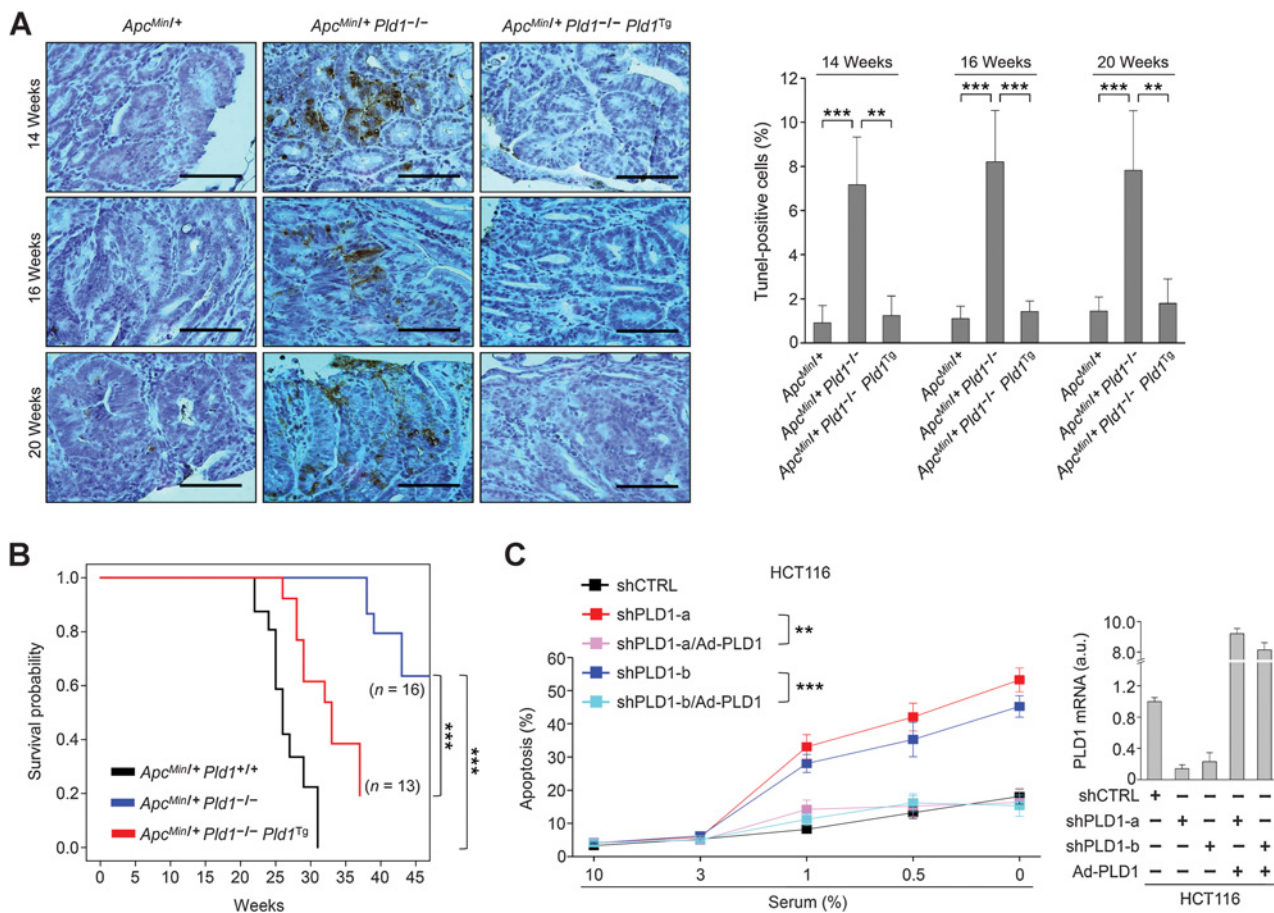 A
Apc^Min/+
Apc^Min/+ Pld1^−/−
Apc^Min/+ Pld1^−/− Pld1^Tg
14 Weeks
16 Weeks
20 Weeks
14 Weeks
16 Weeks
20 Weeks
*** **
*** ***
*** **
Tunel-positive cells (%)
12
10
8
6
4
2
0
Apc^Min/+
Apc^Min/+ Pld1^−/−
Apc^Min/+ Pld1^−/− Pld1^Tg
Apc^Min/+
Apc^Min/+ Pld1^−/−
Apc^Min/+ Pld1^−/− Pld1^Tg
Apc^Min/+
Apc^Min/+ Pld1^−/−
Apc^Min/+ Pld1^−/− Pld1^Tg
B
Survival probability
1.0
0.8
0.6
0.4
0.2
0.0
(n = 16)
(n = 13)
***
***
Apc^Min/+ Pld1^+/+
Apc^Min/+ Pld1^−/−
Apc^Min/+ Pld1^−/− Pld1^Tg
0 5 10 15 20 25 30 35 40 45
Weeks
C
HCT116
shCTRL
shPLD1-a
shPLD1-a/Ad-PLD1
shPLD1-b
shPLD1-b/Ad-PLD1
**
***
Apoptosis (%)
60
50
40
30
20
10
0
10 3 1 0.5 0
Serum (%)
PLD1 mRNA (a.u.)
8.0
1.2
0.8
0.4
0
shCTRL + − − − −
shPLD1-a − + − + −
shPLD1-b − − + − +
Ad-PLD1 − − − + +
HCT116